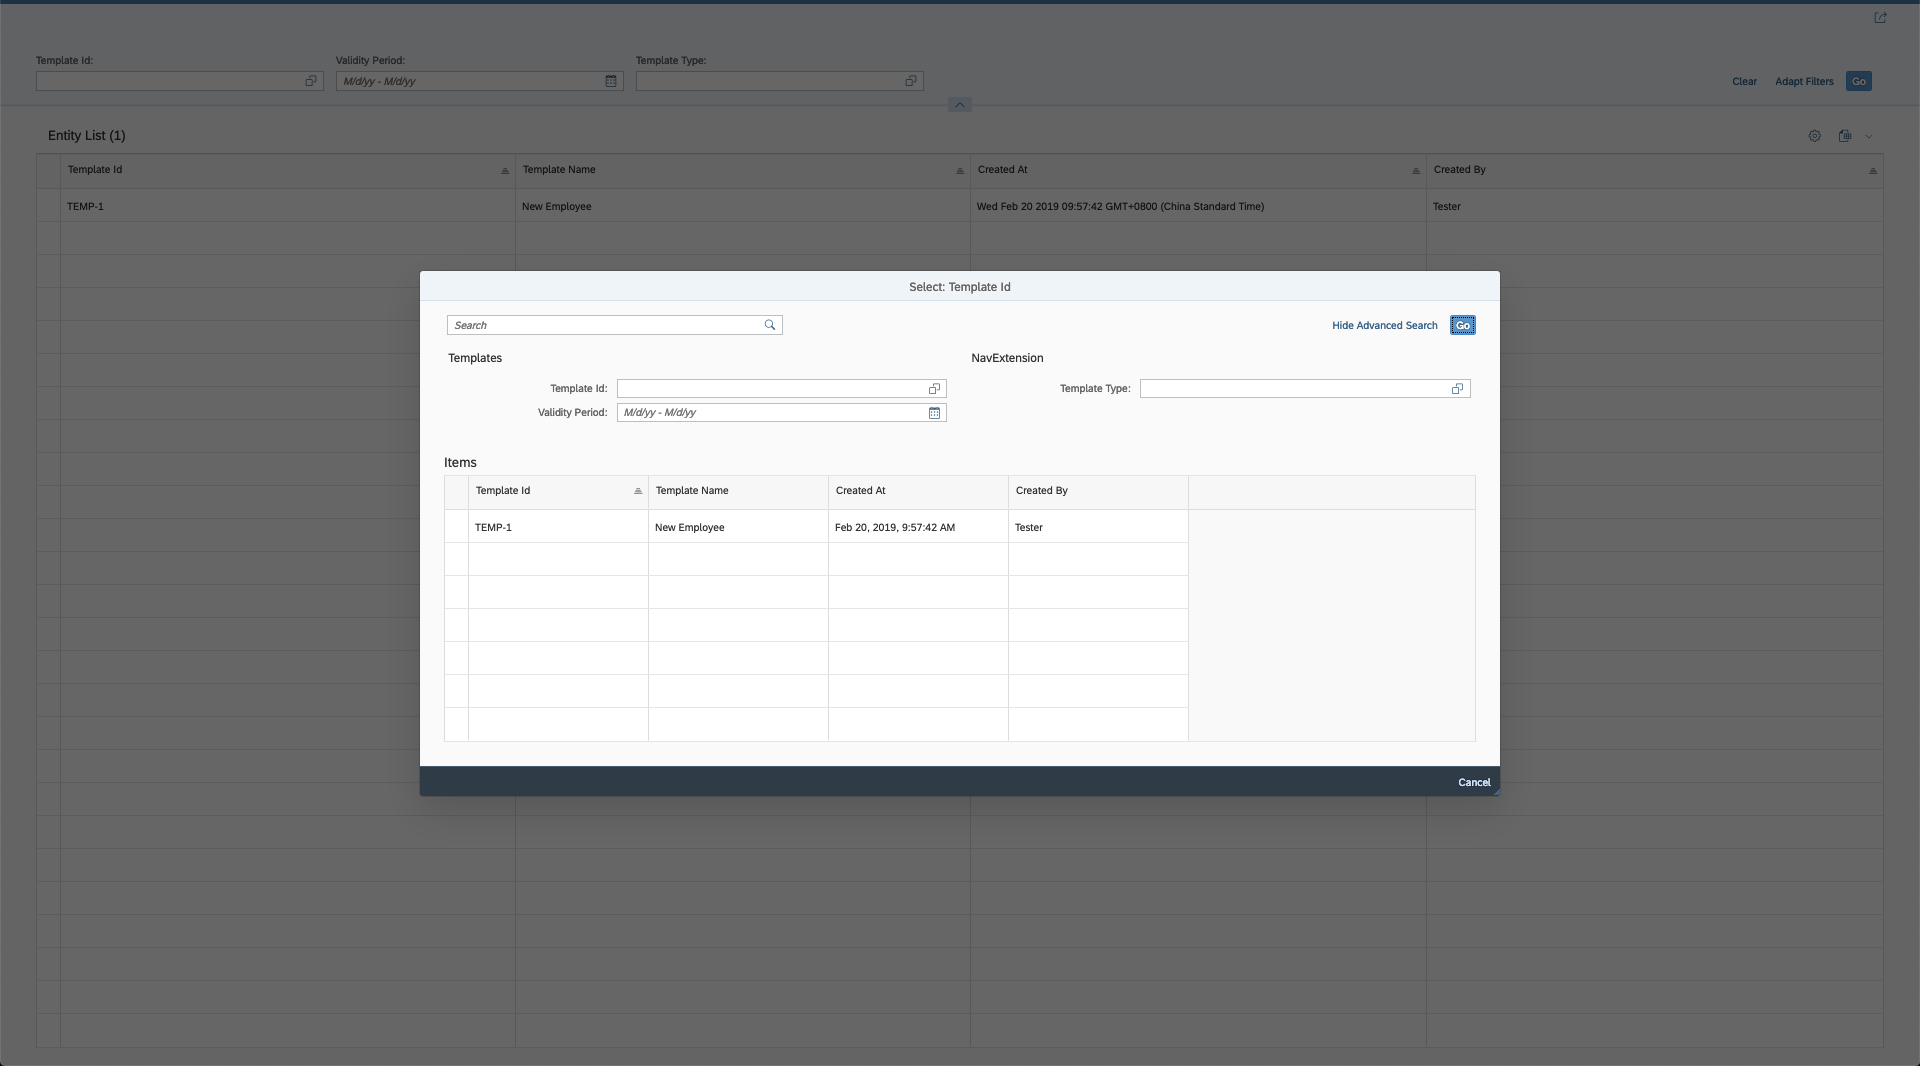 Template Id: Validity Period: Template Type:
M/d/yy - M/d/yy Clear Adapt Filters Go
Entity List (1)
Template Id Template Name Created At Created By
TEMP-1 New Employee Wed Feb 20 2019 09:57:42 GMT+0800 (China Standard Time) Tester
Select: Template Id
Search Hide Advanced Search Go
Templates NavExtension
Template Id: Template Type:
Validity Period: M/d/yy - M/d/yy
Items
Template Id Template Name Created At Created By
TEMP-1 New Employee Feb 20, 2019, 9:57:42 AM Tester
Cancel